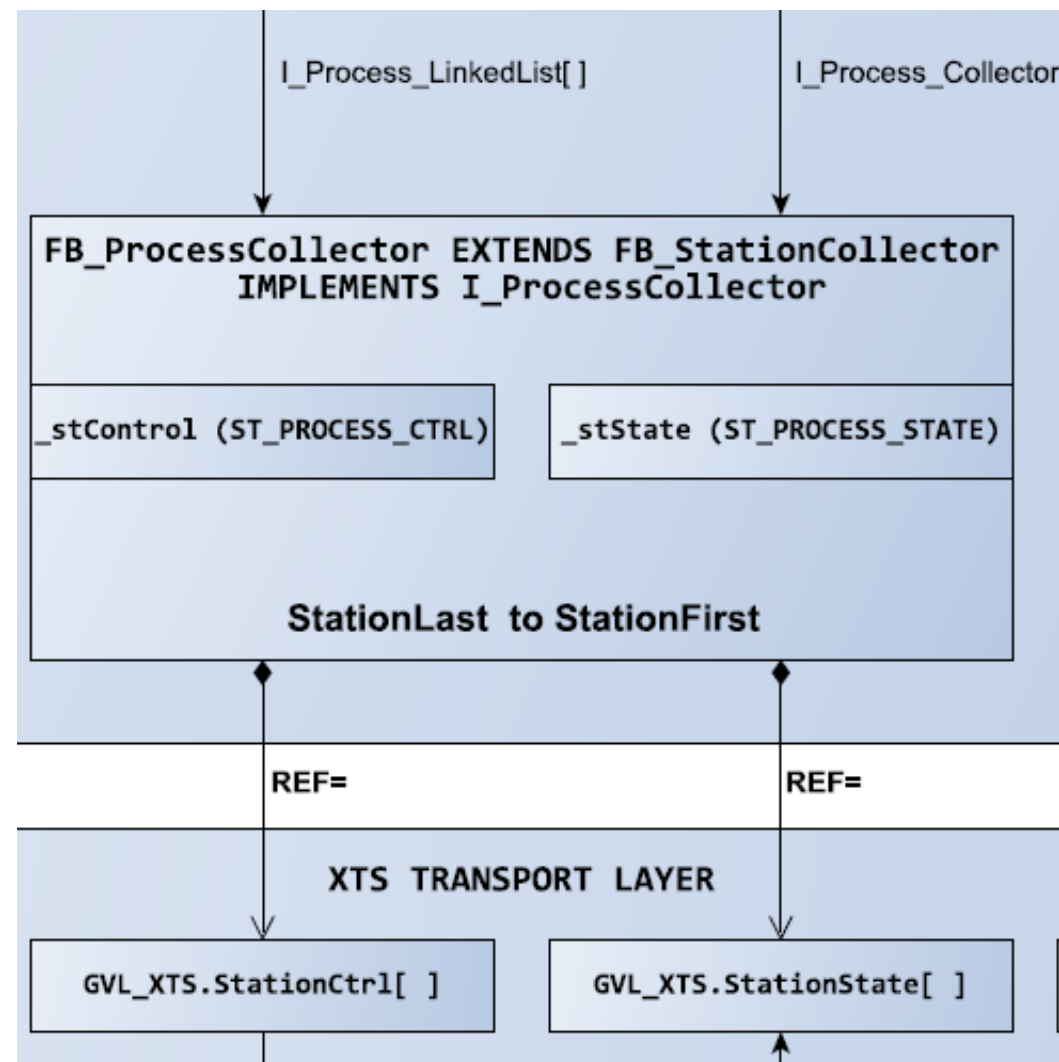 I_Process_LinkedList[ ]
I_Process_Collector
FB_ProcessCollector EXTENDS FB_StationCollector
IMPLEMENTS I_ProcessCollector
_stControl (ST_PROCESS_CTRL)
_stState (ST_PROCESS_STATE)
StationLast to StationFirst
REF=
REF=
XTS TRANSPORT LAYER
GVL_XTS.StationCtrl[ ]
GVL_XTS.StationState[ ]